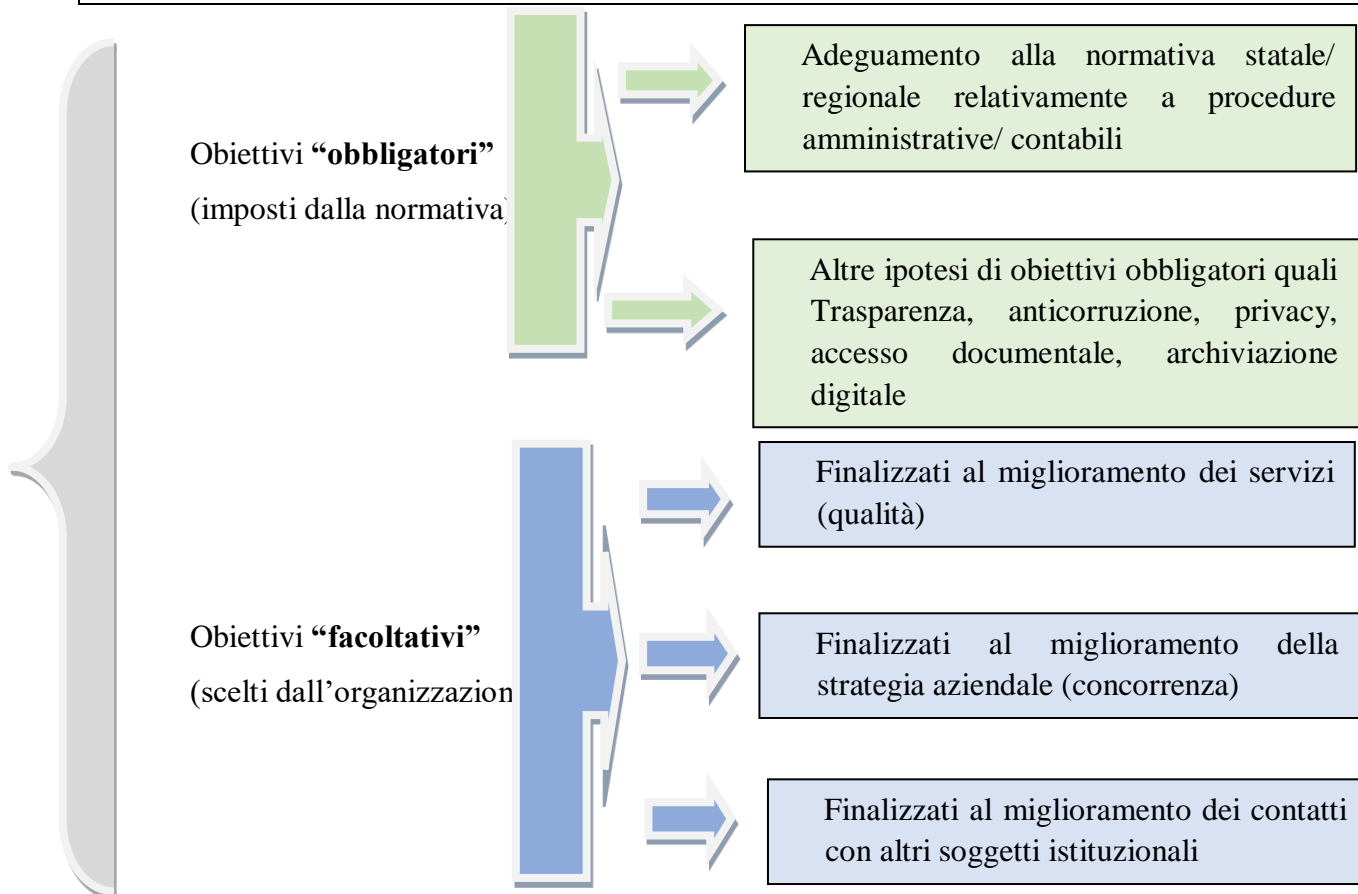 Obiettivi “obbligatori”
(imposti dalla normativa)
Adeguamento alla normativa statale/
regionale relativamente a procedure
amministrative/ contabili
Altre ipotesi di obiettivi obbligatori quali
Trasparenza, anticorruzione, privacy,
accesso documentale, archiviazione
digitale
Obiettivi “facoltativi”
(scelti dall’organizzazion
Finalizzati al miglioramento dei servizi
(qualità)
Finalizzati al miglioramento della
strategia aziendale (concorrenza)
Finalizzati al miglioramento dei contatti
con altri soggetti istituzionali